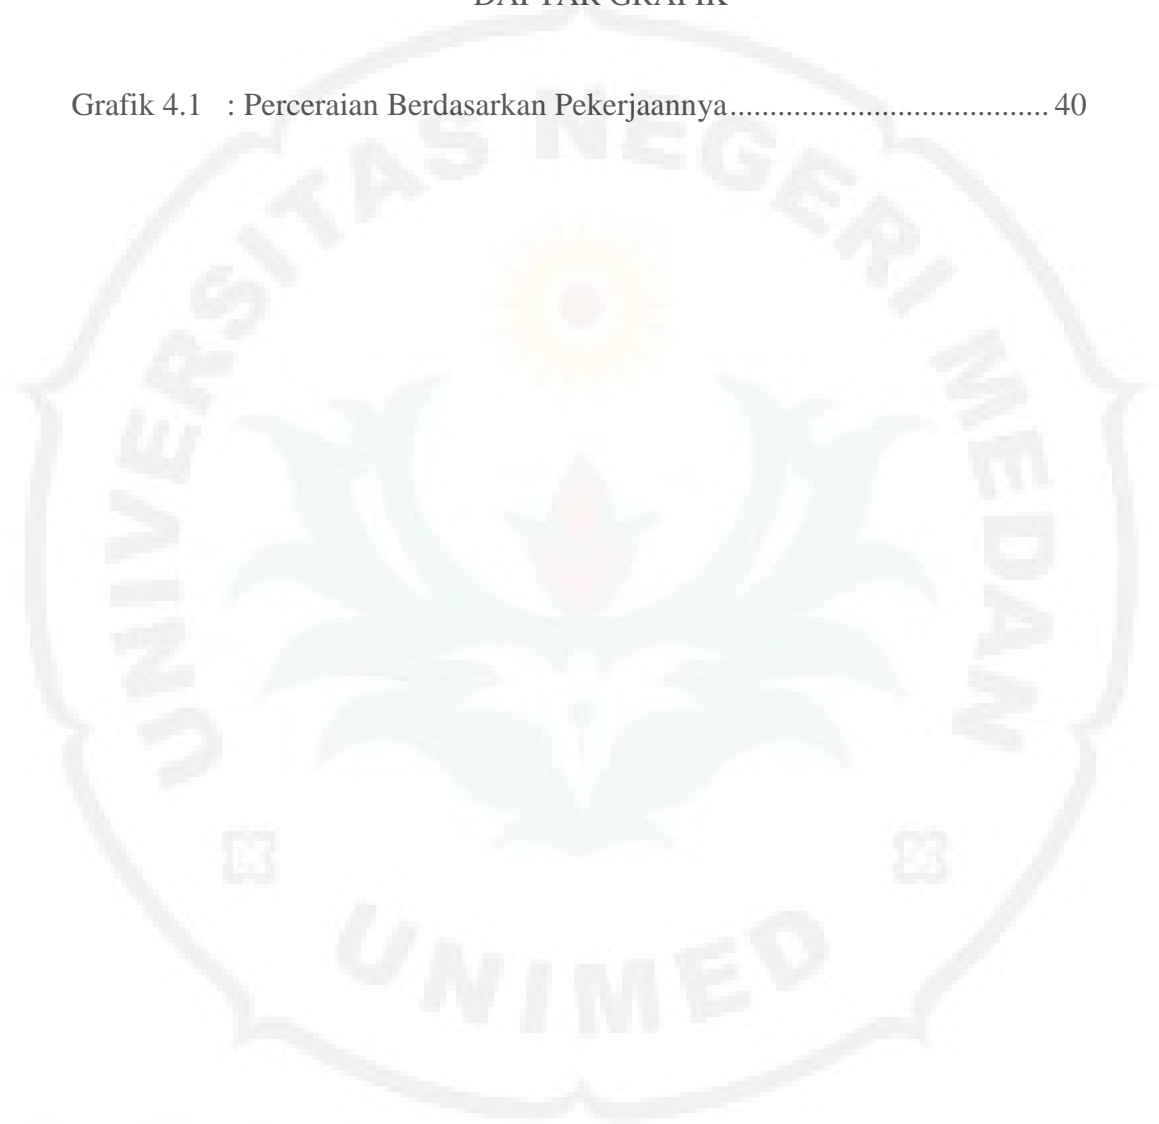 DAFTAR GRAFIK
Grafik 4.1 : Perceraian Berdasarkan Pekerjaannya........................................ 40
UNIVERSITAS NEGERI MEDAN
UNIMED